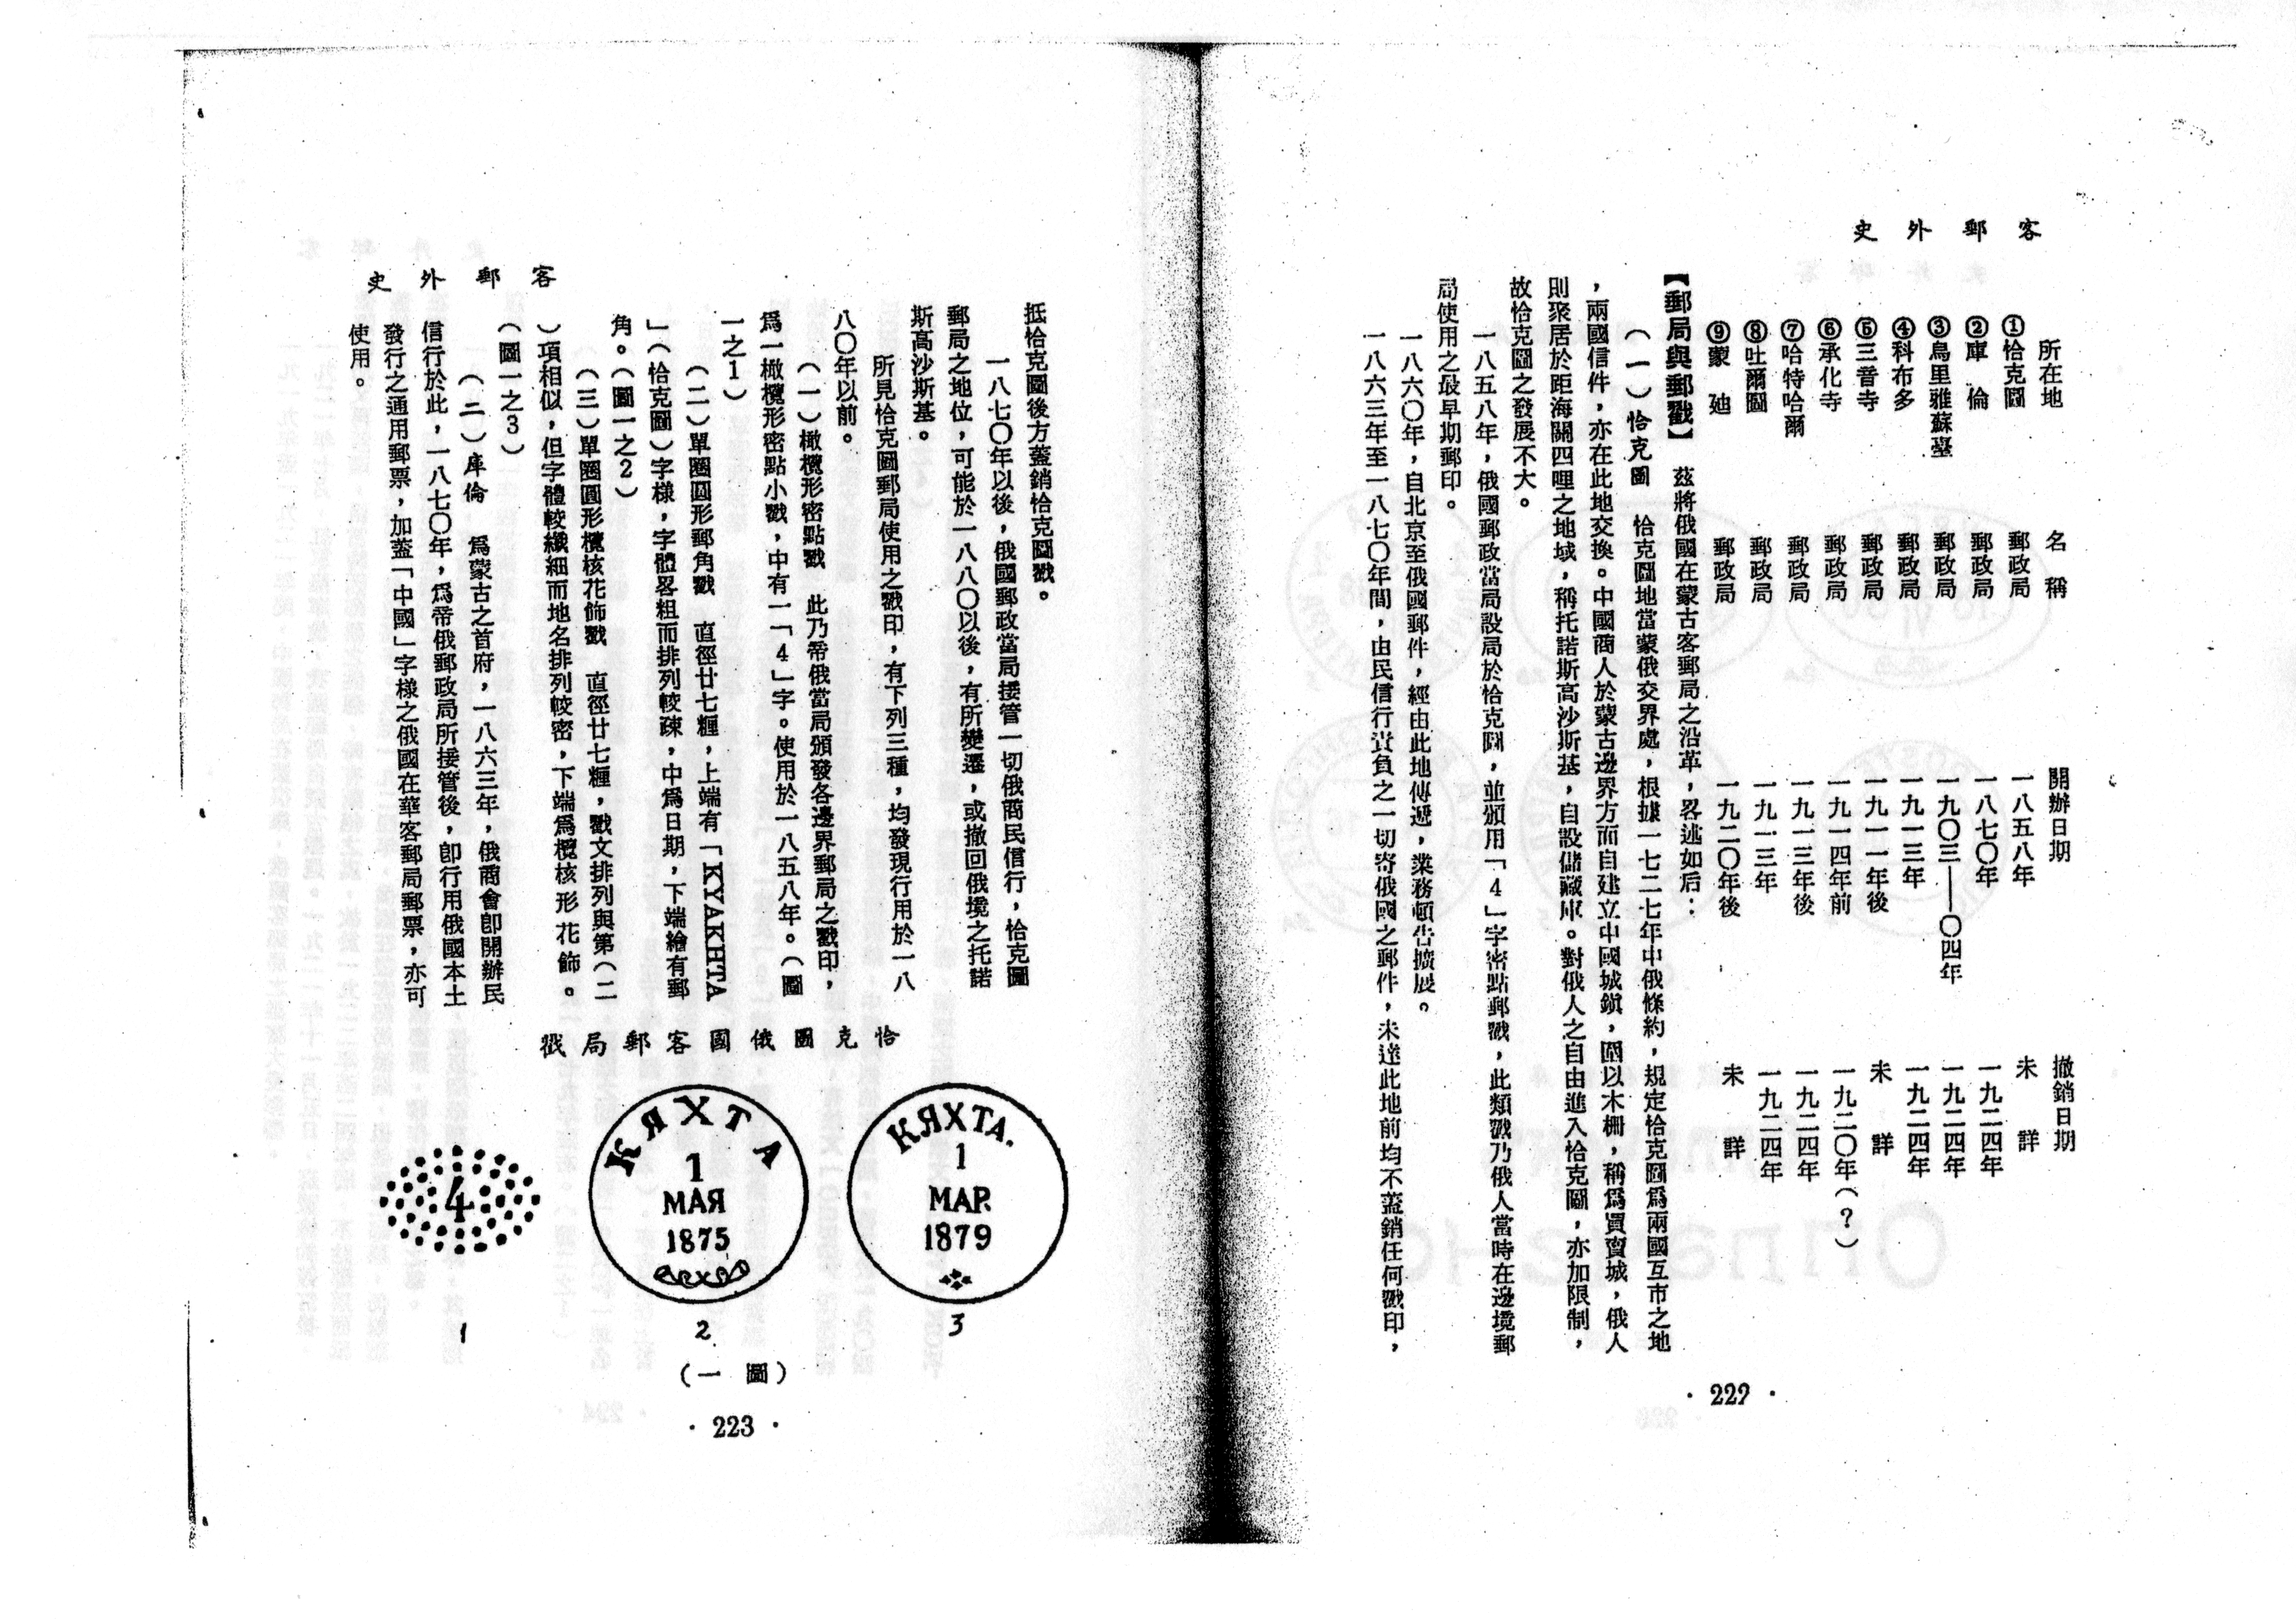 客郵外史
所在地　名稱　開辦日期　撤銷日期
①恰克圖　郵政局　一八五八年　未詳
②庫倫　郵政局　一八七〇年　一九二四年
③烏里雅蘇臺　郵政局　一九〇三——〇四年　一九二四年
④科布多　郵政局　一九一三年　一九二四年
⑤三音寺　郵政局　一九一一年後　未詳
⑥承化寺　郵政局　一九一四年前　一九二〇年(？)
⑦哈特哈爾　郵政局　一九一三年後　一九二四年
⑧吐爾圖　郵政局　一九一三年　一九二四年
⑨蒙廸　郵政局　一九二〇年後　未詳
【郵局與郵戳】　茲將俄國在蒙古客郵局之沿革，畧述如后：
(一)恰克圖　恰克圖地當蒙俄交界處，根據一七二七年中俄條約，規定恰克圖爲兩國互市之地
，兩國信件，亦在此地交換。中國商人於蒙古邊界方面自建立中國城鎭，圈以木柵，稱爲買賣城，俄人
則聚居於距海關四哩之地域，稱托諾斯高沙斯基，自設儲藏庫。對俄人之自由進入恰克圖，亦加限制，
故恰克圖之發展不大。
一八五八年，俄國郵政當局設局於恰克圖，並頒用「4」字密點郵戳，此類戳乃俄人當時在邊境郵
局使用之最早期郵印。
一八六〇年，自北京至俄國郵件，經由此地傳遞，業務頓告擴展。
一八六三年至一八七〇年間，由民信行責負之一切寄俄國之郵件，未達此地前均不蓋銷任何戳印，
· 222 ·
客郵外史
抵恰克圖後方蓋銷恰克圖戳。
一八七〇年以後，俄國郵政當局接管一切俄商民信行，恰克圖
郵局之地位，可能於一八八〇以後，有所變遷，或撤回俄境之托諾
斯高沙斯基。
所見恰克圖郵局使用之戳印，有下列三種，均發現行用於一八
八〇年以前。
(一)橄欖形密點戳　此乃帝俄當局頒發各邊界郵局之戳印，
爲一橄欖形密點小戳，中有一「4」字。使用於一八五八年。(圖
一之1)
(二)單圈圓形郵角戳　直徑廿七糎，上端有「KYAKHTA
」(恰克圖)字樣，字體畧粗而排列較疎，中爲日期，下端繪有郵
角。(圖一之2)
(三)單圈圓形欖核花飾戳　直徑廿七糎，戳文排列與第(二
)項相似，但字體較纖細而地名排列較密，下端爲欖核形花飾。
(圖一之3)
(二)庫倫　爲蒙古之首府，一八六三年，俄商會卽開辦民
信行於此，一八七〇年，爲帝俄郵政局所接管後，卽行用俄國本土
發行之通用郵票，加蓋「中國」字樣之俄國在華客郵局郵票，亦可
使用。
恰克圖俄國客郵局戳
4
1
КЯХТА
1
МАЯ
1875
2
КЯХТА.
1
МАР.
1879
3
(圖一)
· 223 ·